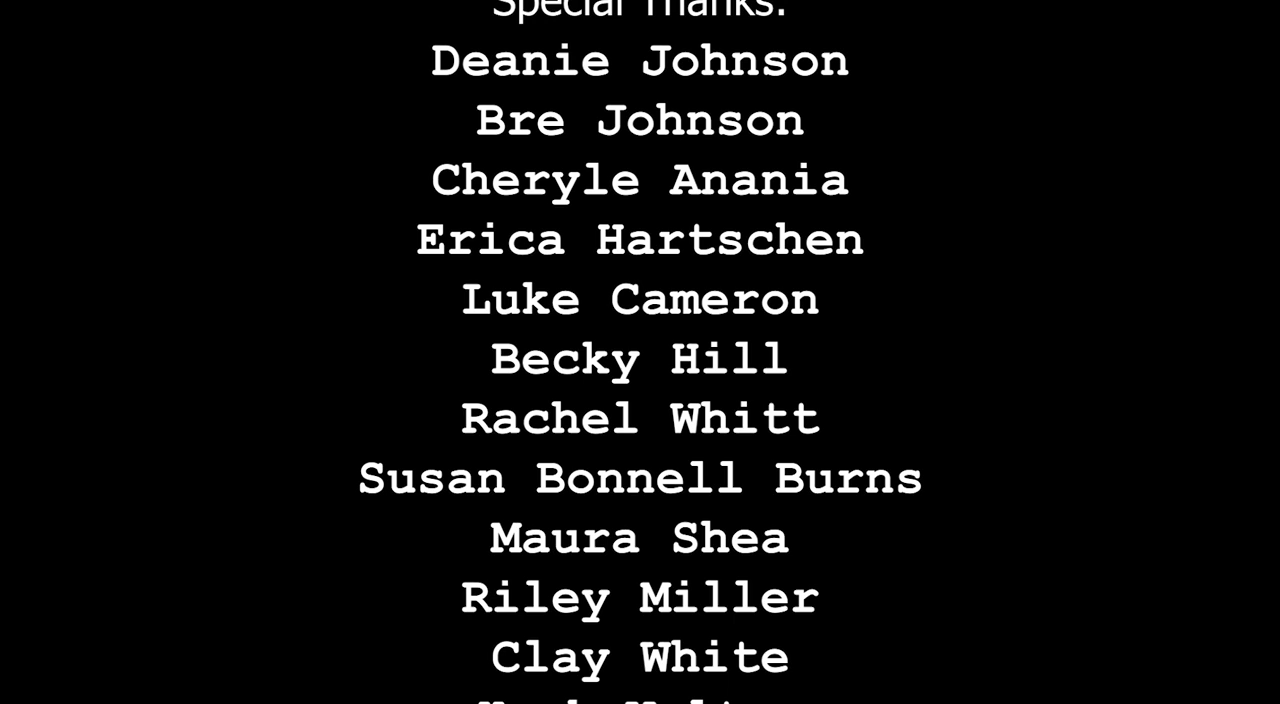 Special Thanks:
Deanie Johnson
Bre Johnson
Cheryle Anania
Erica Hartschen
Luke Cameron
Becky Hill
Rachel Whitt
Susan Bonnell Burns
Maura Shea
Riley Miller
Clay White